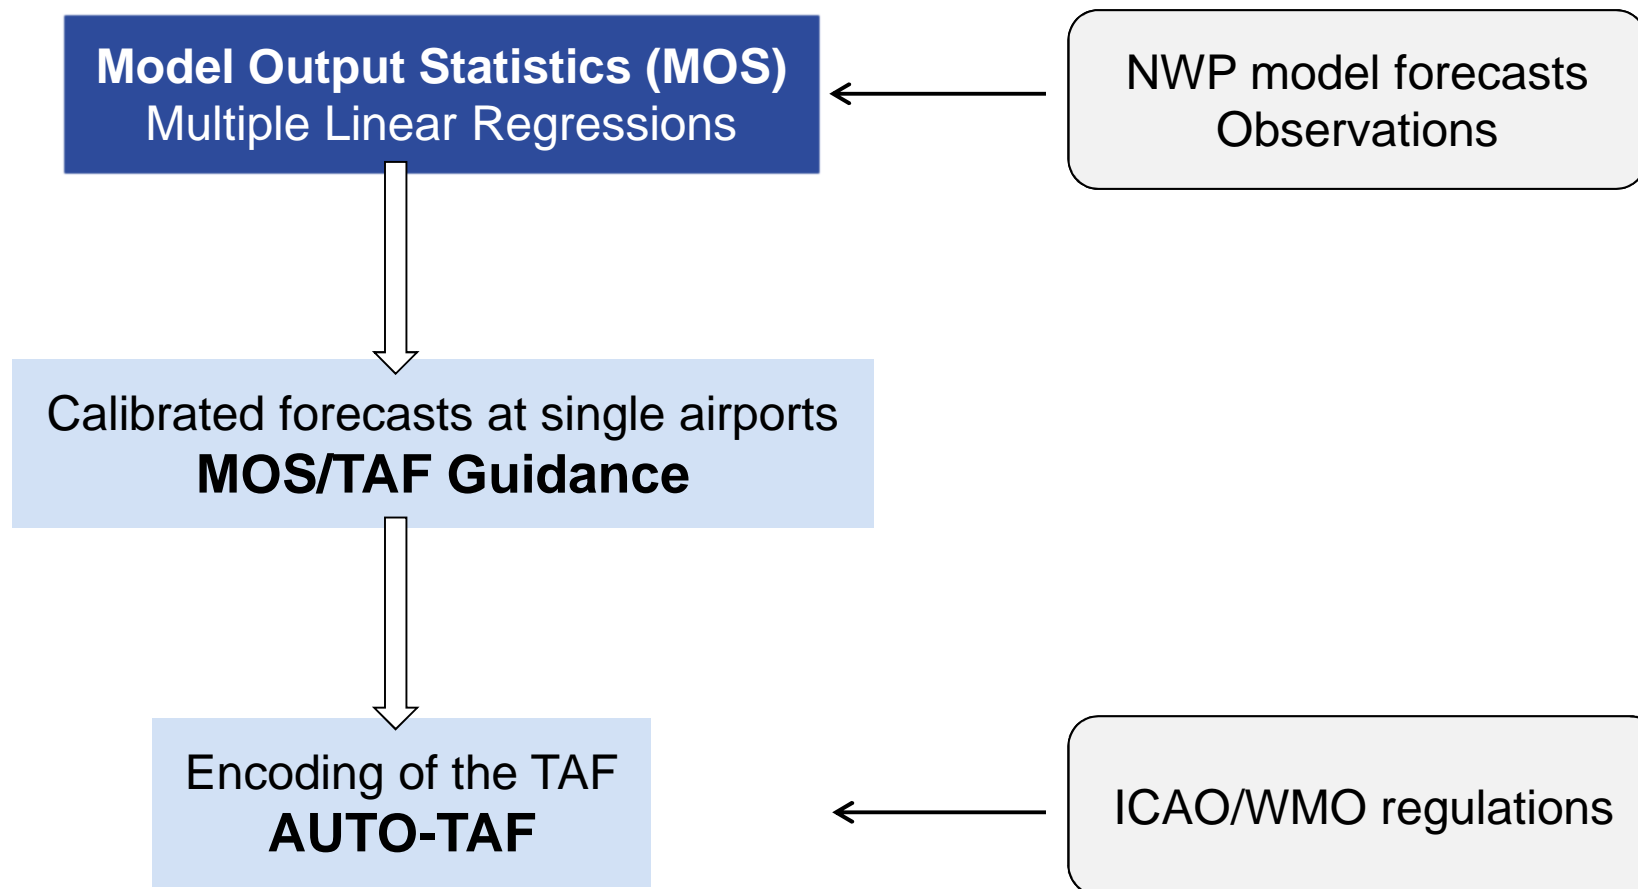 Model Output Statistics (MOS)
Multiple Linear Regressions
NWP model forecasts
Observations
Calibrated forecasts at single airports
MOS/TAF Guidance
Encoding of the TAF
AUTO-TAF
ICAO/WMO regulations